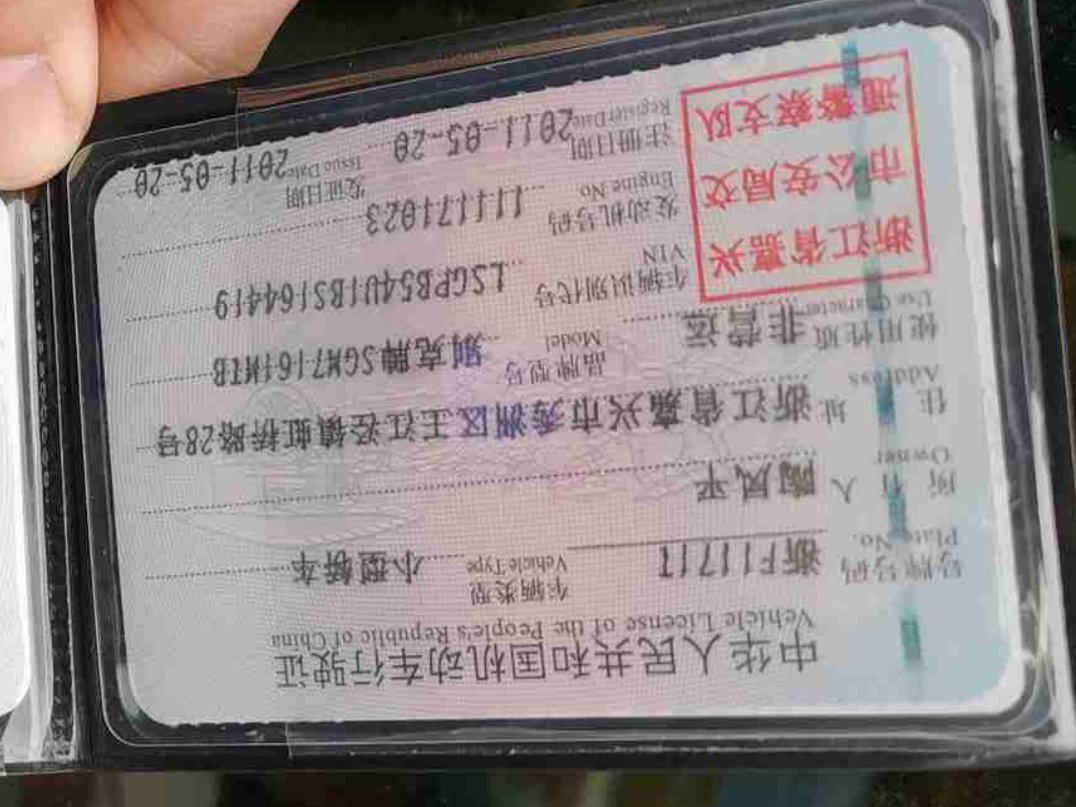 中华人民共和国机动车行驶证
Vehicle License of the People's Republic of China
号牌号码 浙F1171T 车辆类型 小型轿车
Plate No. Vehicle Type
所有人 陶凤平
Owner
住址 浙江省嘉兴市秀洲区王江泾镇虹桥路28号
Address
使用性质 非营运 品牌型号 别克牌SGM7161MTB
Use Character Model
浙江省嘉兴
市公安局交
通警察支队
车辆识别代号 LSGPB54U1BS164419
VIN
发动机号码 111171023
Engine No.
注册日期 2011-05-20 发证日期 2011-05-20
Register Date Issue Date